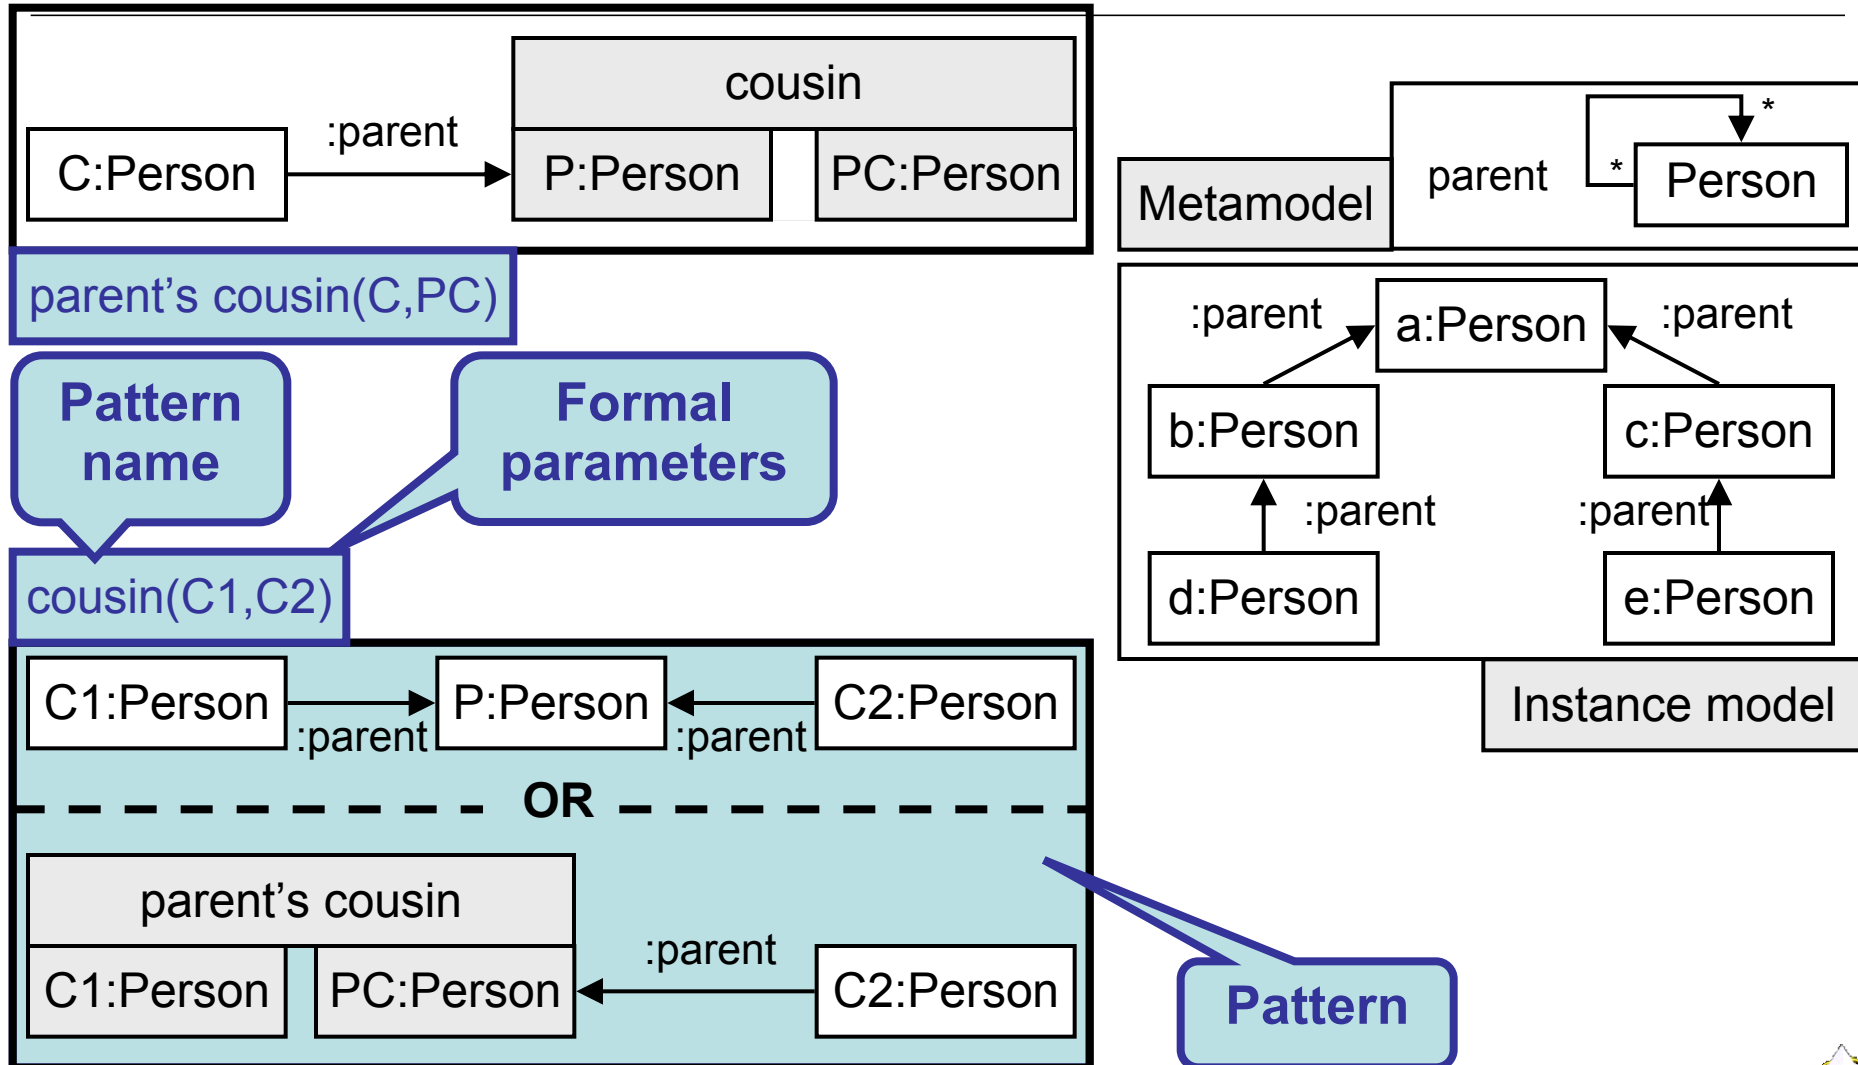 cousin
:parent
C:Person
P:Person
PC:Person
parent's cousin(C,PC)
Pattern
name
Formal
parameters
cousin(C1,C2)
C1:Person
:parent
P:Person
:parent
C2:Person
OR
parent's cousin
C1:Person
PC:Person
:parent
C2:Person
Pattern
Metamodel
parent
*
*
Person
:parent
a:Person
:parent
b:Person
c:Person
:parent
:parent
d:Person
e:Person
Instance model